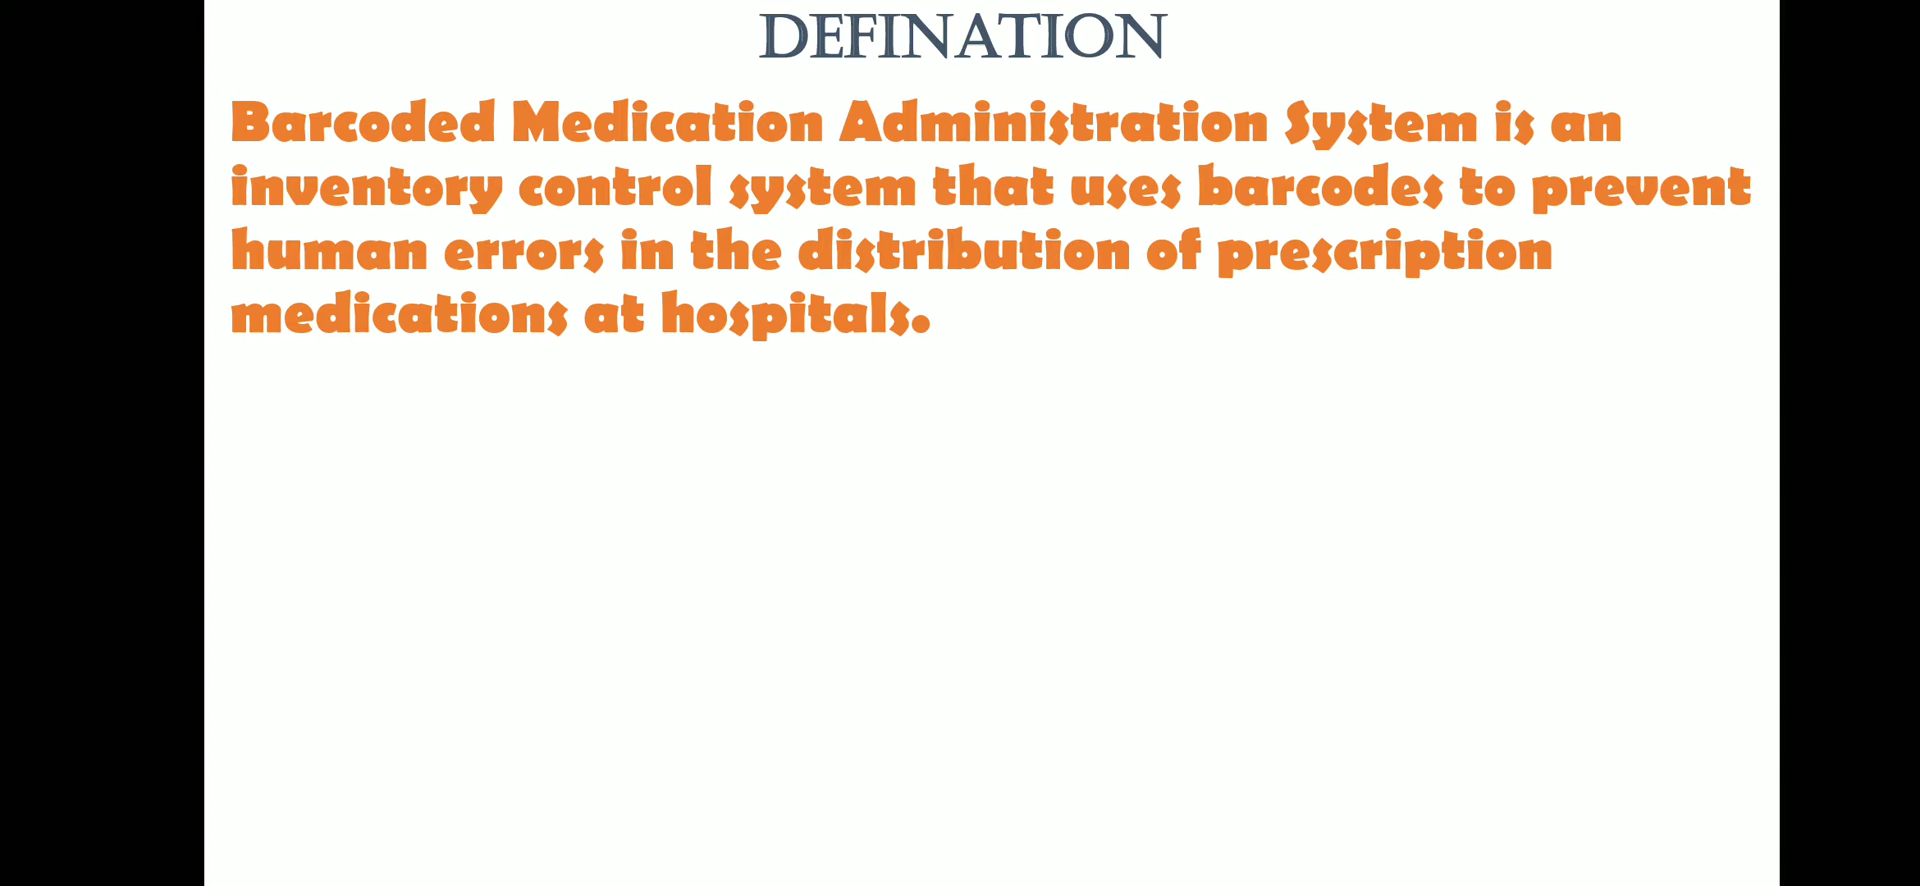 DEFINATION
Barcoded Medication Administration System is an
inventory control system that uses barcodes to prevent
human errors in the distribution of prescription
medications at hospitals.